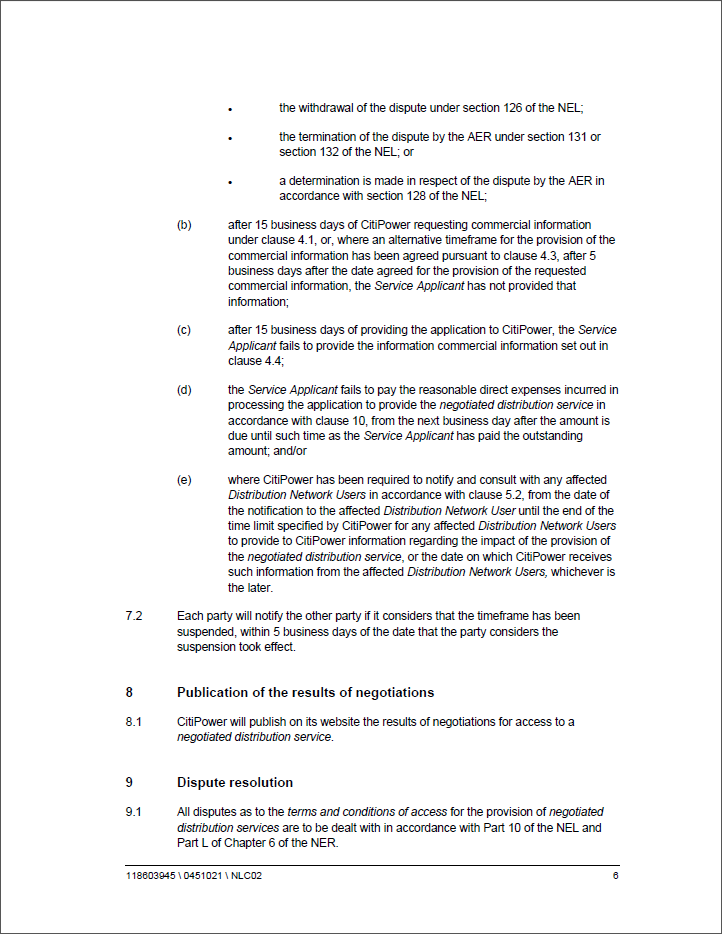 • the withdrawal of the dispute under section 126 of the NEL;
• the termination of the dispute by the AER under section 131 or
section 132 of the NEL; or
• a determination is made in respect of the dispute by the AER in
accordance with section 128 of the NEL;
(b) after 15 business days of CitiPower requesting commercial information
under clause 4.1, or, where an alternative timeframe for the provision of the
commercial information has been agreed pursuant to clause 4.3, after 5
business days after the date agreed for the provision of the requested
commercial information, the Service Applicant has not provided that
information;
(c) after 15 business days of providing the application to CitiPower, the Service
Applicant fails to provide the information commercial information set out in
clause 4.4;
(d) the Service Applicant fails to pay the reasonable direct expenses incurred in
processing the application to provide the negotiated distribution service in
accordance with clause 10, from the next business day after the amount is
due until such time as the Service Applicant has paid the outstanding
amount; and/or
(e) where CitiPower has been required to notify and consult with any affected
Distribution Network Users in accordance with clause 5.2, from the date of
the notification to the affected Distribution Network User until the end of the
time limit specified by CitiPower for any affected Distribution Network Users
to provide to CitiPower information regarding the impact of the provision of
the negotiated distribution service, or the date on which CitiPower receives
such information from the affected Distribution Network Users, whichever is
the later.
7.2 Each party will notify the other party if it considers that the timeframe has been
suspended, within 5 business days of the date that the party considers the
suspension took effect.
8 Publication of the results of negotiations
8.1 CitiPower will publish on its website the results of negotiations for access to a
negotiated distribution service.
9 Dispute resolution
9.1 All disputes as to the terms and conditions of access for the provision of negotiated
distribution services are to be dealt with in accordance with Part 10 of the NEL and
Part L of Chapter 6 of the NER.
118603945 \ 0451021 \ NLC02 6